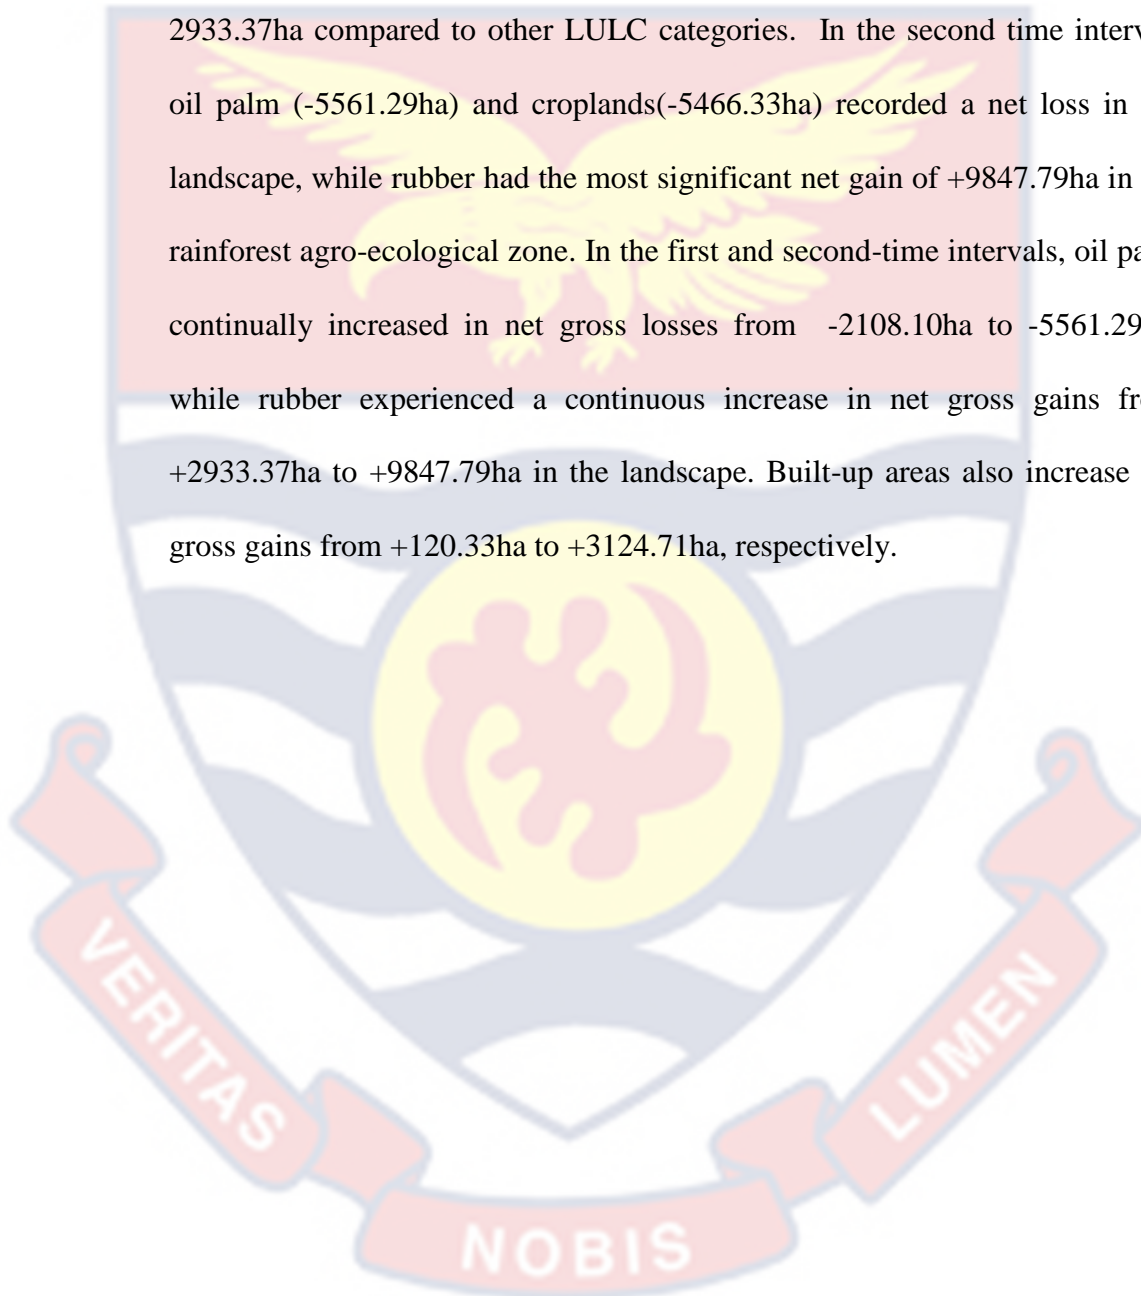 2933.37ha compared to other LULC categories.  In the second time interv
oil palm (-5561.29ha) and croplands(-5466.33ha) recorded a net loss in
landscape, while rubber had the most significant net gain of +9847.79ha in
rainforest agro-ecological zone. In the first and second-time intervals, oil pa
continually increased in net gross losses from  -2108.10ha to -5561.29
while rubber experienced a continuous increase in net gross gains fr
+2933.37ha to +9847.79ha in the landscape. Built-up areas also increase
gross gains from +120.33ha to +3124.71ha, respectively.
VERITAS
NOBIS
LUMEN